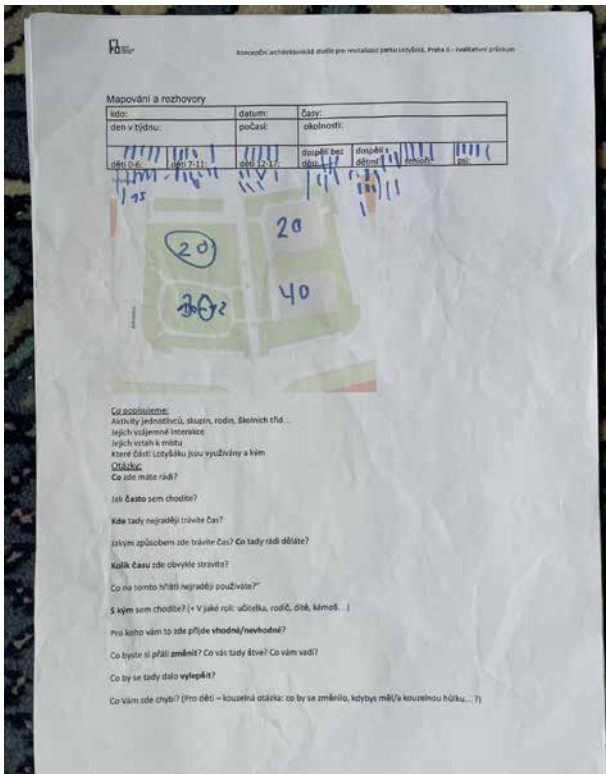 Koncepční architektonická studie pro revitalizaci parku Lotyšská, Praha 6 - kvalitativní průzkum
Mapování a rozhovory
kdo: datum: časy:
den v týdnu: počasí: okolnosti:
děti 0-6: děti 7-11: děti 12-17: dospělí bez dětí: dospělí s dětmi: psi:
15
20 20
40
Co popisujeme:
Aktivity jednotlivců, skupin, rodin, školních tříd...
Jejich vzájemné interakce
Jejich vztah k místu
Které části Lotyšáku jsou využívány a kým
Otázky:
Co zde máte rádi?
Jak často sem chodíte?
Kde tady nejraději trávíte čas?
Jakým způsobem zde trávíte čas? Co tady rádi děláte?
Kolik času zde obvykle strávíte?
Co na tomto hřišti nejraději používáte?"
S kým sem chodíte? (+ V jaké roli: učitelka, rodič, dítě, kámoš...)
Pro koho vám to zde přijde vhodné/nevhodné?
Co byste si přáli změnit? Co vás tady štve? Co vám vadí?
Co by se tady dalo vylepšit?
Co Vám zde chybí? (Pro děti – kouzelná otázka: co by se změnilo, kdybys měl/a kouzelnou hůlku... ?)